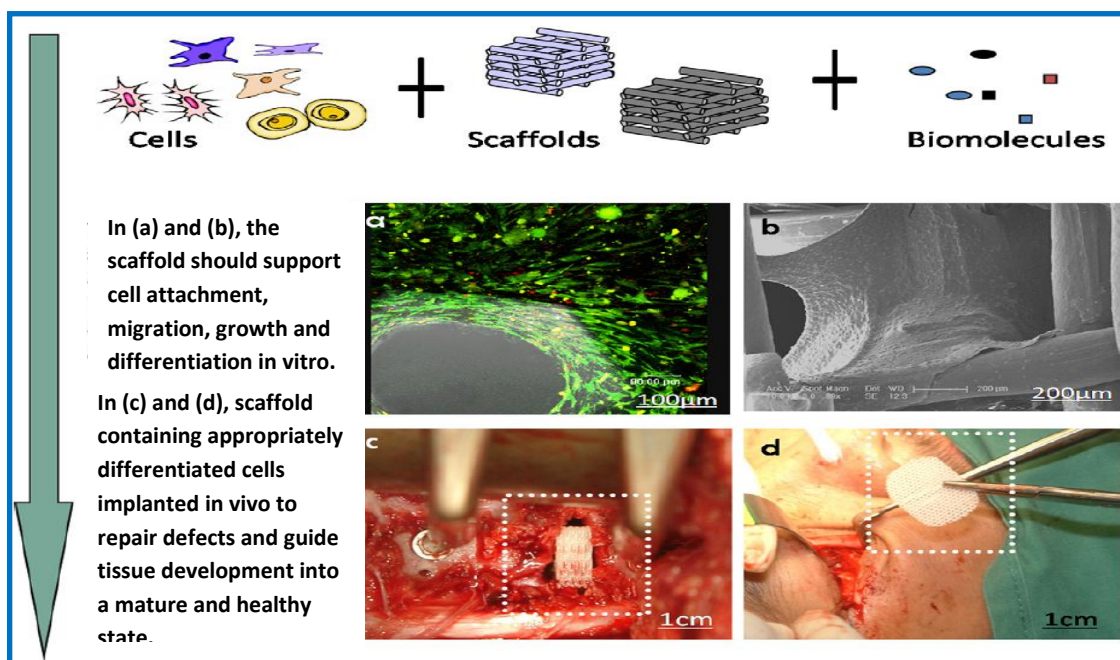 Cells
+
Scaffolds
+
Biomolecules
In (a) and (b), the
scaffold should support
cell attachment,
migration, growth and
differentiation in vitro.
In (c) and (d), scaffold
containing appropriately
differentiated cells
implanted in vivo to
repair defects and guide
tissue development into
a mature and healthy
state.
a
100µm
b
200 µm
200µm
c
1cm
d
1cm